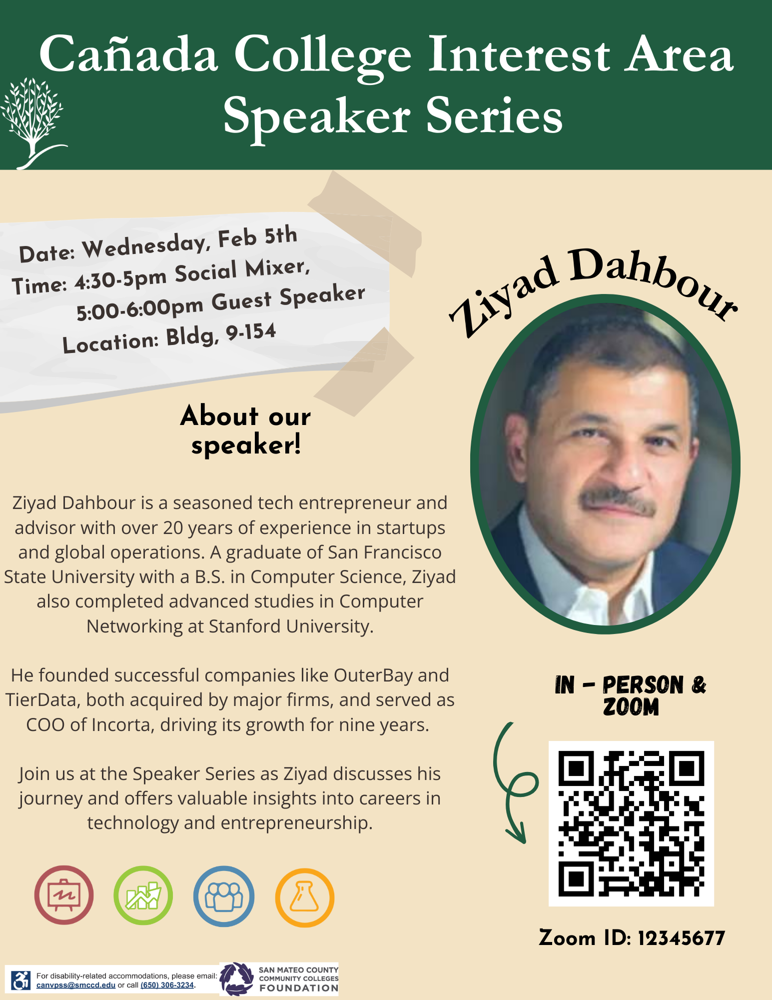 Cañada College Interest Area
Speaker Series
Date: Wednesday, Feb 5th
Time: 4:30-5pm Social Mixer,
5:00-6:00pm Guest Speaker
Location: Bldg, 9-154
Ziyad Dahbour
About our
speaker!
Ziyad Dahbour is a seasoned tech entrepreneur and
advisor with over 20 years of experience in startups
and global operations. A graduate of San Francisco
State University with a B.S. in Computer Science, Ziyad
also completed advanced studies in Computer
Networking at Stanford University.
He founded successful companies like OuterBay and
TierData, both acquired by major firms, and served as
COO of Incorta, driving its growth for nine years.
Join us at the Speaker Series as Ziyad discusses his
journey and offers valuable insights into careers in
technology and entrepreneurship.
IN - PERSON &
ZOOM
Zoom ID: 12345677
For disability-related accommodations, please email:
canvpss@smccd.edu or call (650) 306-3234.
SAN MATEO COUNTY
COMMUNITY COLLEGES
FOUNDATION